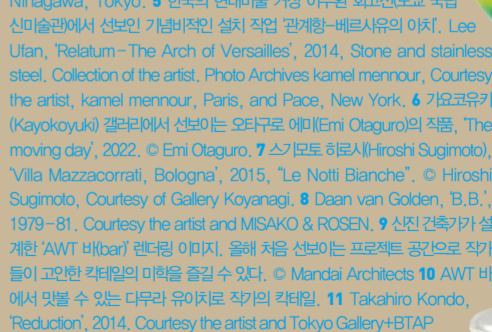 Ninagawa, Tokyo. 5 한국의 현대미술 거장 이우환 회고전(도쿄 국립
신미술관)에서 선보인 기념비적인 설치 작업 ‘관계항-베르사유의 아치’. Lee
Ufan, ‘Relatum-The Arch of Versailles’, 2014, Stone and stainless
steel. Collection of the artist. Photo Archives kamel mennour, Courtesy
the artist, kamel mennour, Paris, and Pace, New York. 6 가요코유키
(Kayokoyuki) 갤러리에서 선보이는 오타구로 에미(Emi Otaguro)의 작품, ‘The
moving day’, 2022. © Emi Otaguro. 7 스기모토 히로시(Hiroshi Sugimoto),
‘Villa Mazzacorrati, Bologna’, 2015, “Le Notti Bianche”. © Hiroshi
Sugimoto, Courtesy of Gallery Koyanagi. 8 Daan van Golden, ‘B.B.’,
1979-81. Courtesy the artist and MISAKO & ROSEN. 9 신진 건축가가 설
계한 ‘AWT 바(bar)’ 렌더링 이미지. 올해 처음 선보이는 프로젝트 공간으로 작가
들이 고안한 칵테일의 미학을 즐길 수 있다. © Mandai Architects 10 AWT 바
에서 맛볼 수 있는 다무라 유이치로 작가의 칵테일. 11 Takahiro Kondo,
‘Reduction’, 2014. Courtesy the artist and Tokyo Gallery+BTAP